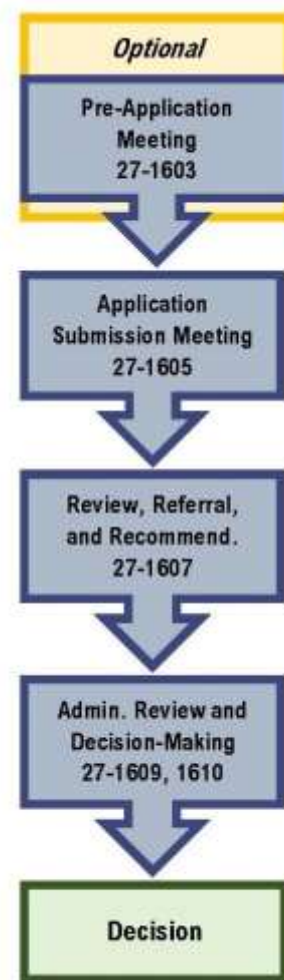 Optional
Pre-Application
Meeting
27-1603
Application
Submission Meeting
27-1605
Review, Referral,
and Recommend.
27-1607
Admin. Review and
Decision-Making
27-1609, 1610
Decision